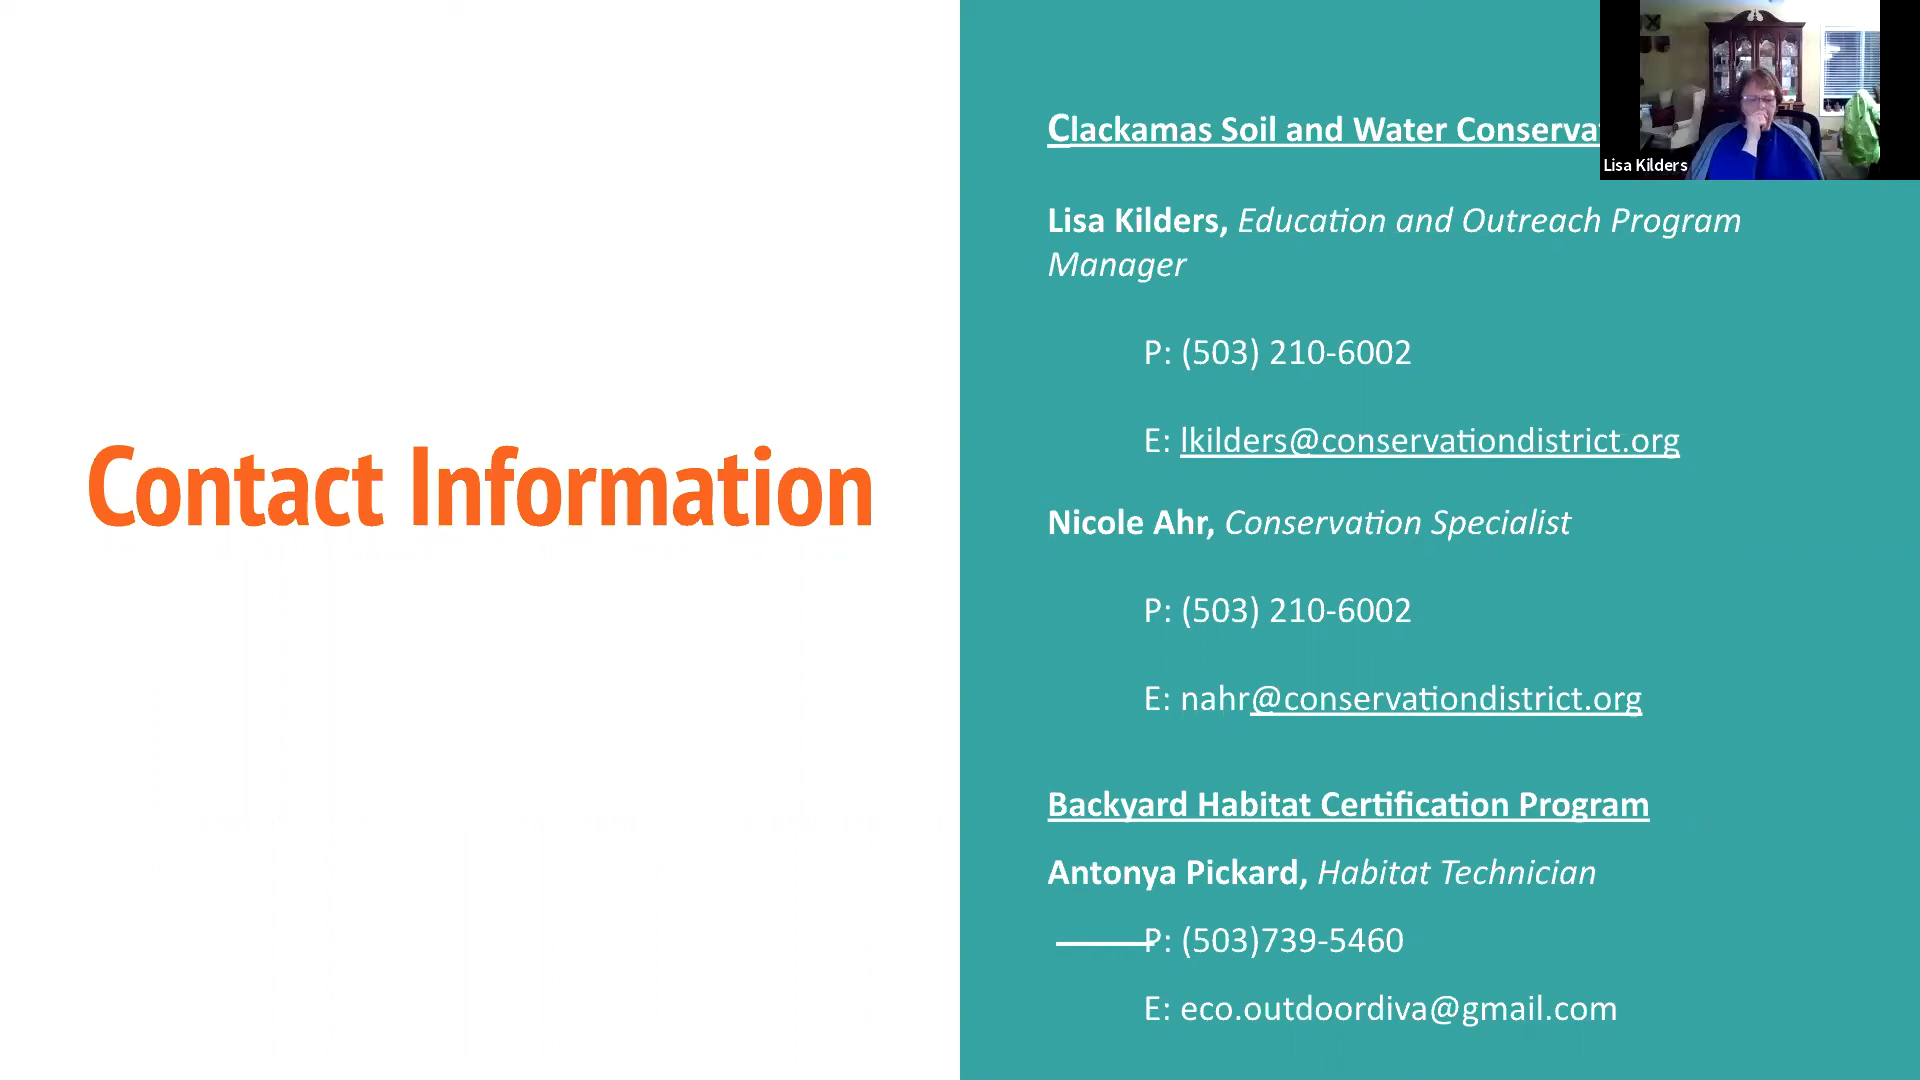 Contact Information
Clackamas Soil and Water
Lisa Kilders
Lisa Kilders, Education and Outreach Program
Manager
P: (503) 210-6002
E: lkilders@conservationdistrict.org
Nicole Ahr, Conservation Specialist
P: (503) 210-6002
E: nahr@conservationdistrict.org
Backyard Habitat Certification Program
Antonya Pickard, Habitat Technician
P: (503)739-5460
E: eco.outdoordiva@gmail.com